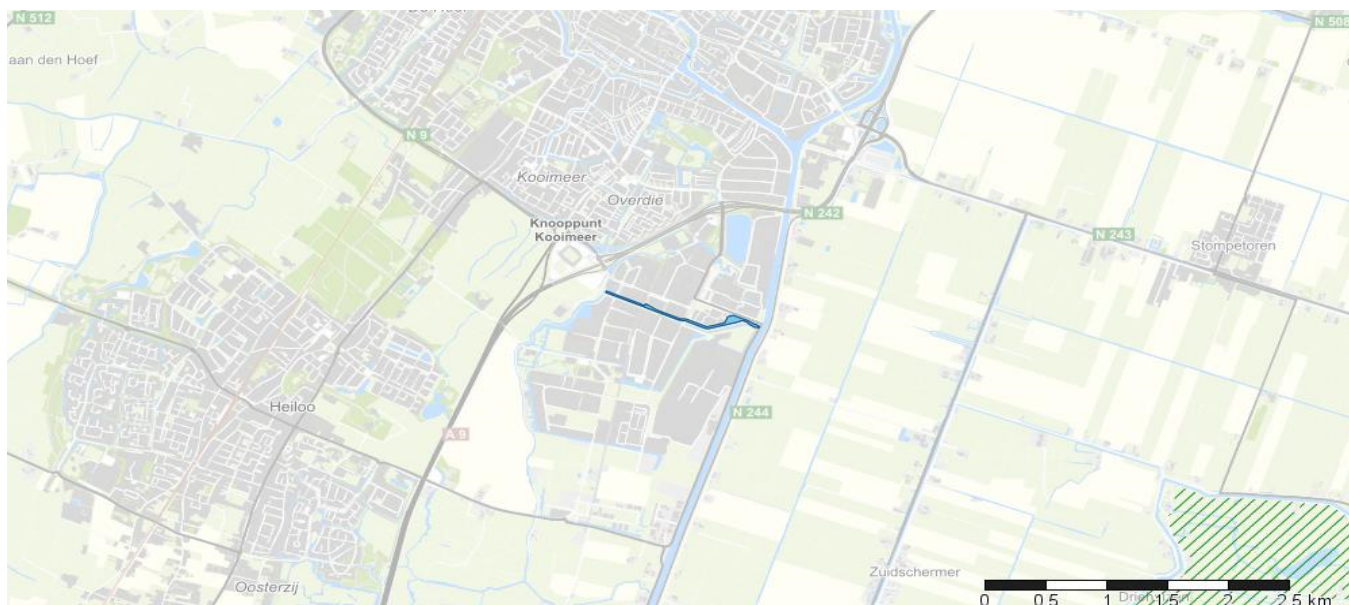 N 512
aan den Hoef
N 508
N 9
Kooimeer
Overdie
Knooppunt
Kooimeer
N 242
N 243
Stompetoren
Heiloo
N 244
A 9
Zuidschermer
Oosterzij
0 0.5 1 1.5 2 2.5 km